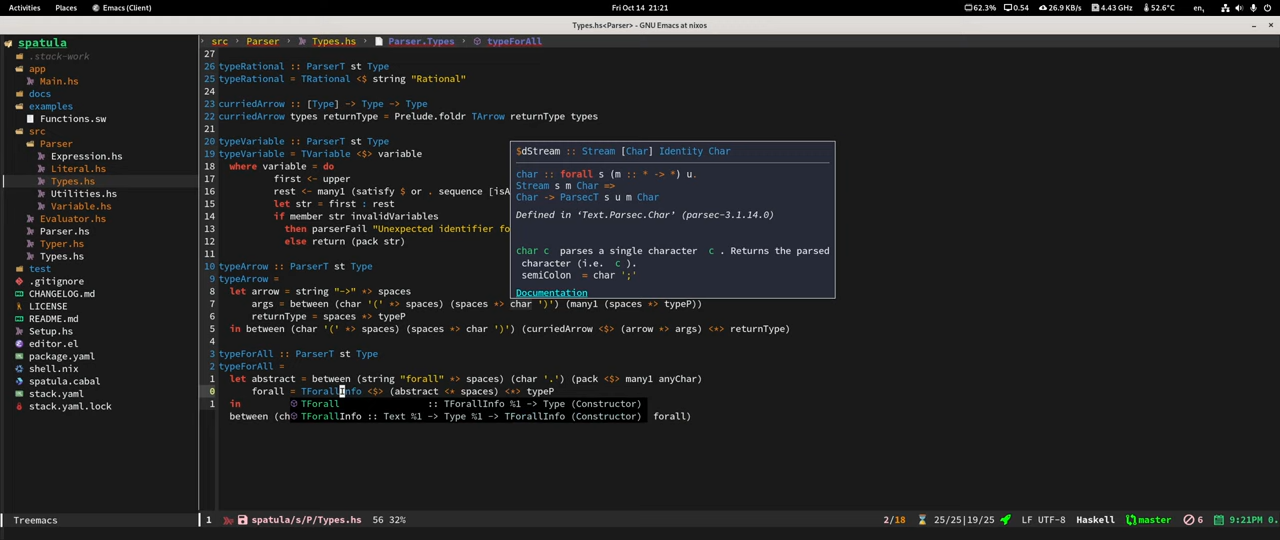 Activities Places Emacs (Client) Fri Oct 14 21:21 62.3% 0.54 26.9 KB/s 4.43 GHz 52.6°C en,
Types.hs<Parser> - GNU Emacs at nixos
spatula
.stack-work
app
Main.hs
docs
examples
Functions.sw
src
Parser
Expression.hs
Literal.hs
Types.hs
Utilities.hs
Variable.hs
Evaluator.hs
Parser.hs
Typer.hs
Types.hs
test
.gitignore
CHANGELOG.md
LICENSE
README.md
Setup.hs
editor.el
package.yaml
shell.nix
spatula.cabal
stack.yaml
stack.yaml.lock
src > Parser > Types.hs > Parser.Types > typeForAll
27
26 typeRational :: ParserT st Type
25 typeRational = TRational <$ string "Rational"
24
23 curriedArrow :: [Type] -> Type -> Type
22 curriedArrow types returnType = Prelude.foldr TArrow returnType types
21
20 typeVariable :: ParserT st Type
19 typeVariable = TVariable <$> variable
18 where variable = do
17 first <- upper
16 rest <- many1 (satisfy $ or . sequence [isA
15 let str = first : rest
14 if member str invalidVariables
13 then parserFail "Unexpected identifier fo
12 else return (pack str)
11
10 typeArrow :: ParserT st Type
9 typeArrow =
8 let arrow = string "->" *> spaces
7 args = between (char '(' *> spaces) (spaces *> char ')') (many1 (spaces *> typeP))
6 returnType = spaces *> typeP
5 in between (char '(' *> spaces) (spaces *> char ')') (curriedArrow <$> (arrow *> args) <*> returnType)
4
3 typeForAll :: ParserT st Type
2 typeForAll =
1 let abstract = between (string "forall" *> spaces) (char '.') (pack <$> many1 anyChar)
0 forall = TForallInfo <$> (abstract <* spaces) <*> typeP
1 in
between (ch forall)
TForall :: TForallInfo %1 -> Type (Constructor)
TForallInfo :: Text %1 -> Type %1 -> TForallInfo (Constructor)
$dStream :: Stream [Char] Identity Char
char :: forall s (m :: * -> *) u.
Stream s m Char =>
Char -> ParsecT s u m Char
Defined in ‘Text.Parsec.Char’ (parsec-3.1.14.0)
char c parses a single character c . Returns the parsed
character (i.e. c ).
semiColon = char ';'
Documentation
Treemacs 1 spatula/s/P/Types.hs 56 32% 2/18 25/25|19/25 LF UTF-8 Haskell master 6 9:21PM 0.